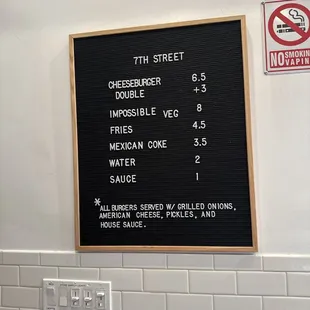 7TH STREET
CHEESEBURGER 6.5
DOUBLE +3
IMPOSSIBLE VEG 8
FRIES 4.5
MEXICAN COKE 3.5
WATER 2
SAUCE 1
*ALL BURGERS SERVED W/ GRILLED ONIONS,
AMERICAN CHEESE, PICKLES, AND
HOUSE SAUCE.
NO SMOKING
VAPIN